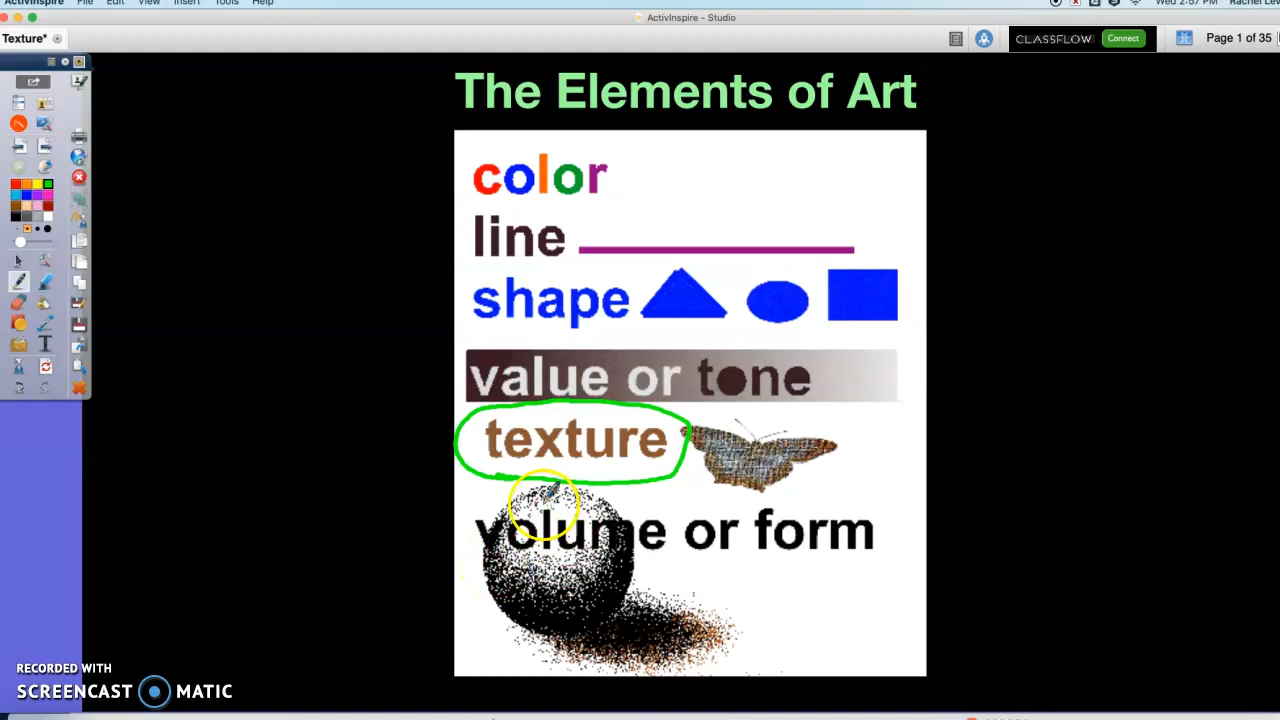 ActivInspire File Edit View Insert Tools Help Wed 2:57 PM Rachel Lev
ActivInspire - Studio
Texture* CLASSFLOW Connect Page 1 of 35
The Elements of Art
color
line
shape
value or tone
texture
volume or form
T
RECORDED WITH
SCREENCAST MATIC